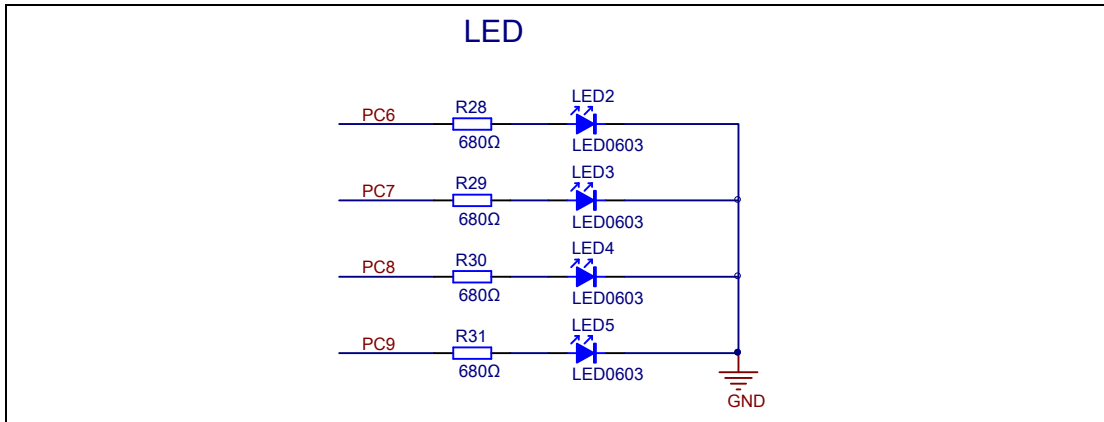 LED
LED2
PC6
R28
680Ω
LED0603
LED3
PC7
R29
680Ω
LED0603
LED4
PC8
R30
680Ω
LED0603
LED5
PC9
R31
680Ω
LED0603
GND